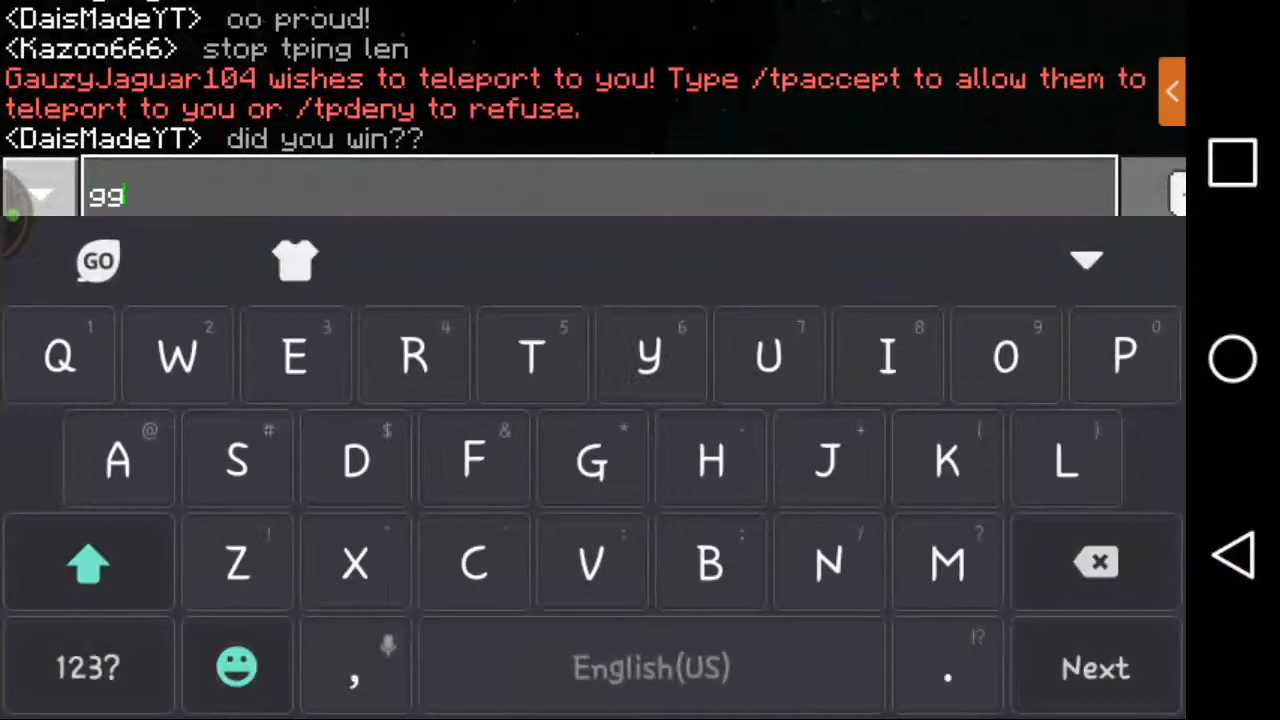 <DaisMadeYT> oo proud!
<Kazoo666> stop tping len
GauzyJaguar104 wishes to teleport to you! Type /tpaccept to allow them to
teleport to you or /tpdeny to refuse.
<DaisMadeYT> did you win??
gg
GO
1 2 3 4 5 6 7 8 9 0
Q W E R T Y U I O P
@ # $ & * - + ( )
A S D F G H J K L
! " ' : ; / ?
Z X C V B N M
123? , English(US) !? . Next